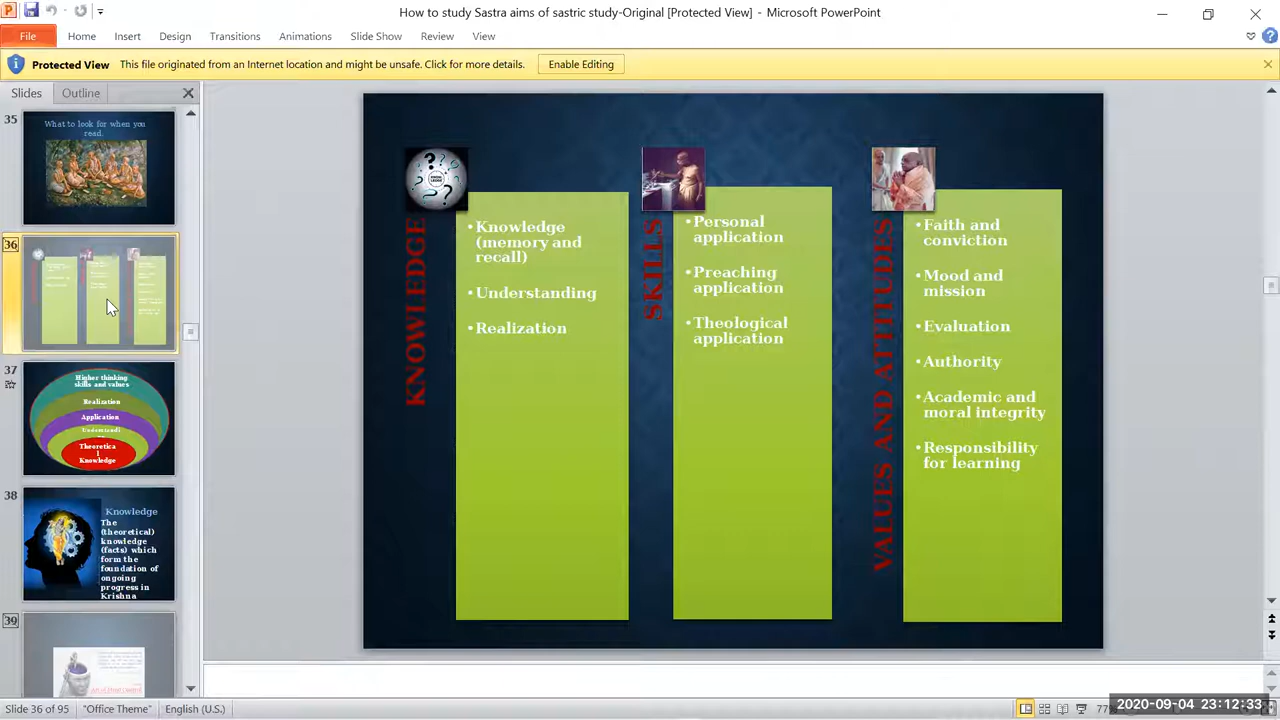 How to study Sastra aims of sastric study-Original [Protected View] - Microsoft PowerPoint
File Home Insert Design Transitions Animations Slide Show Review View
Protected View This file originated from an Internet location and might be unsafe. Click for more details. Enable Editing
Slides Outline
35
What to look for when you
read.
36
37
Higher thinking
skills and values
Realization
Application
Understandi
Theoretica
l
Knowledge
38
Knowledge
The
(theoretical)
knowledge
(facts) which
form the
foundation of
ongoing
progress in
Krishna
39
KNOWLEDGE
• Knowledge
(memory and
recall)
• Understanding
• Realization
SKILLS
• Personal
application
• Preaching
application
• Theological
application
VALUES AND ATTITUDES
• Faith and
conviction
• Mood and
mission
• Evaluation
• Authority
• Academic and
moral integrity
• Responsibility
for learning
Slide 36 of 95 "Office Theme" English (U.S.) 77%
2020-09-04 23:12:33